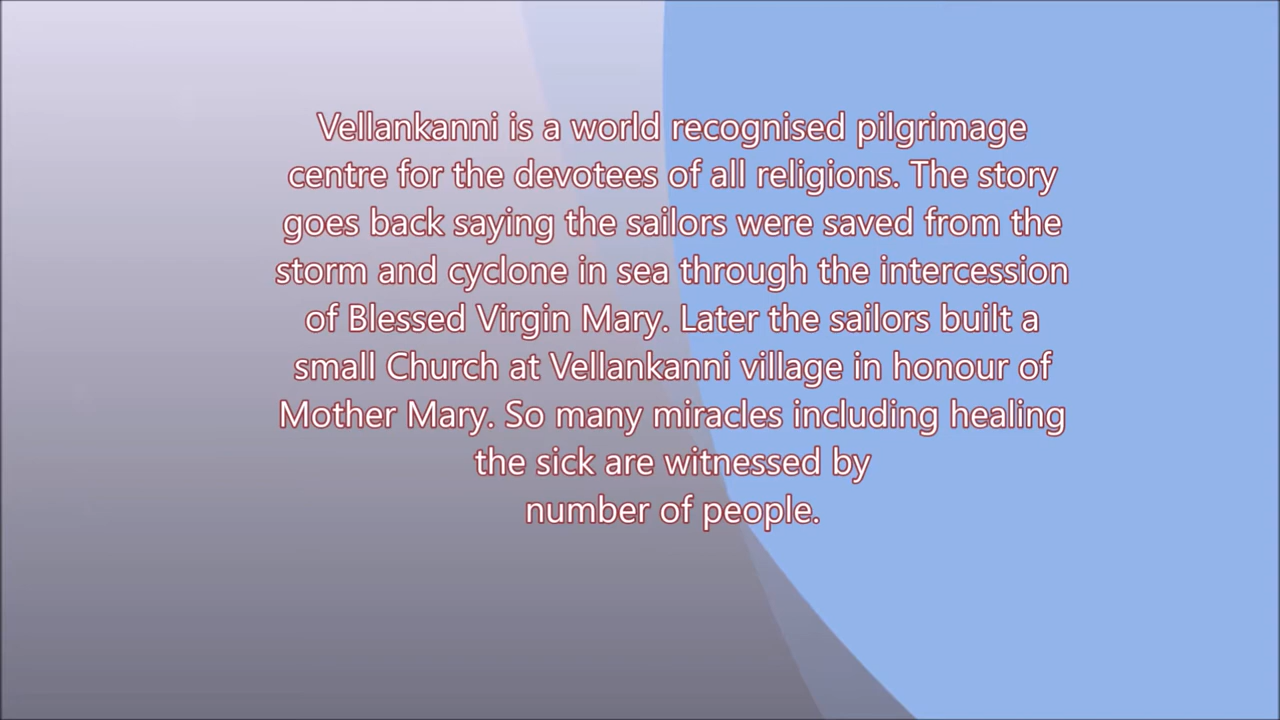 Vellankanni is a world recognised pilgrimage
centre for the devotees of all religions. The story
goes back saying the sailors were saved from the
storm and cyclone in sea through the intercession
of Blessed Virgin Mary. Later the sailors built a
small Church at Vellankanni village in honour of
Mother Mary. So many miracles including healing
the sick are witnessed by
number of people.